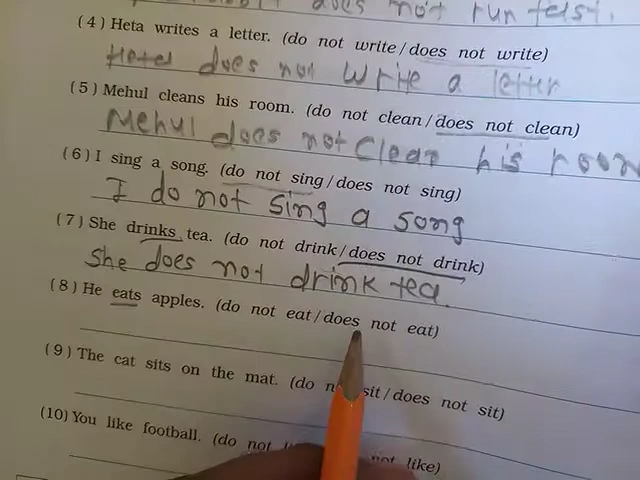 does not run fast.
(4) Heta writes a letter. (do not write/does not write)
Heta does not write a letter
(5) Mehul cleans his room. (do not clean/does not clean)
Mehul does not clean his room
(6) I sing a song. (do not sing/does not sing)
I do not sing a song
(7) She drinks tea. (do not drink/does not drink)
She does not drink tea.
(8) He eats apples. (do not eat/does not eat)
(9) The cat sits on the mat. (do n sit/does not sit)
(10) You like football. (do not not like)